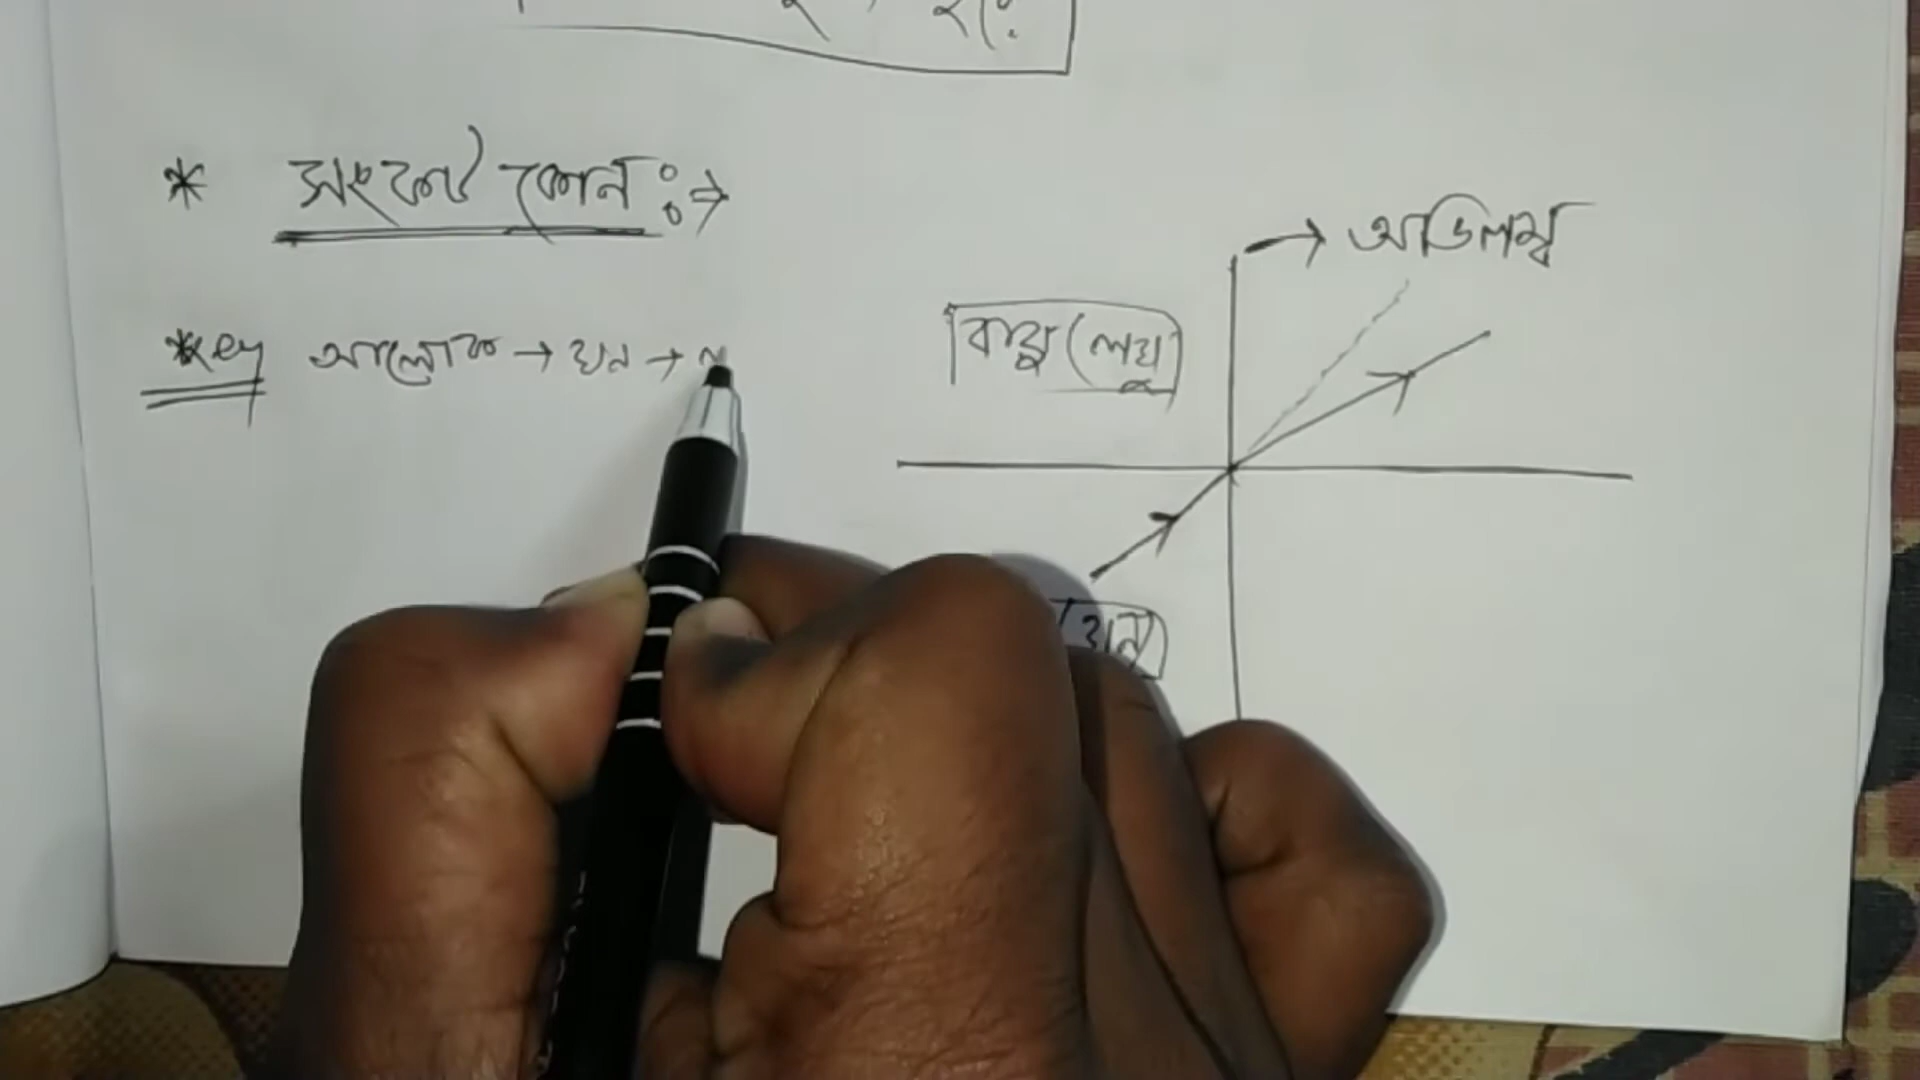 * সংকট কোন :⇒
→ অভিলম্ব
*Key আলোক → ঘন → ল
বায়ু (লঘু)
(ঘন)